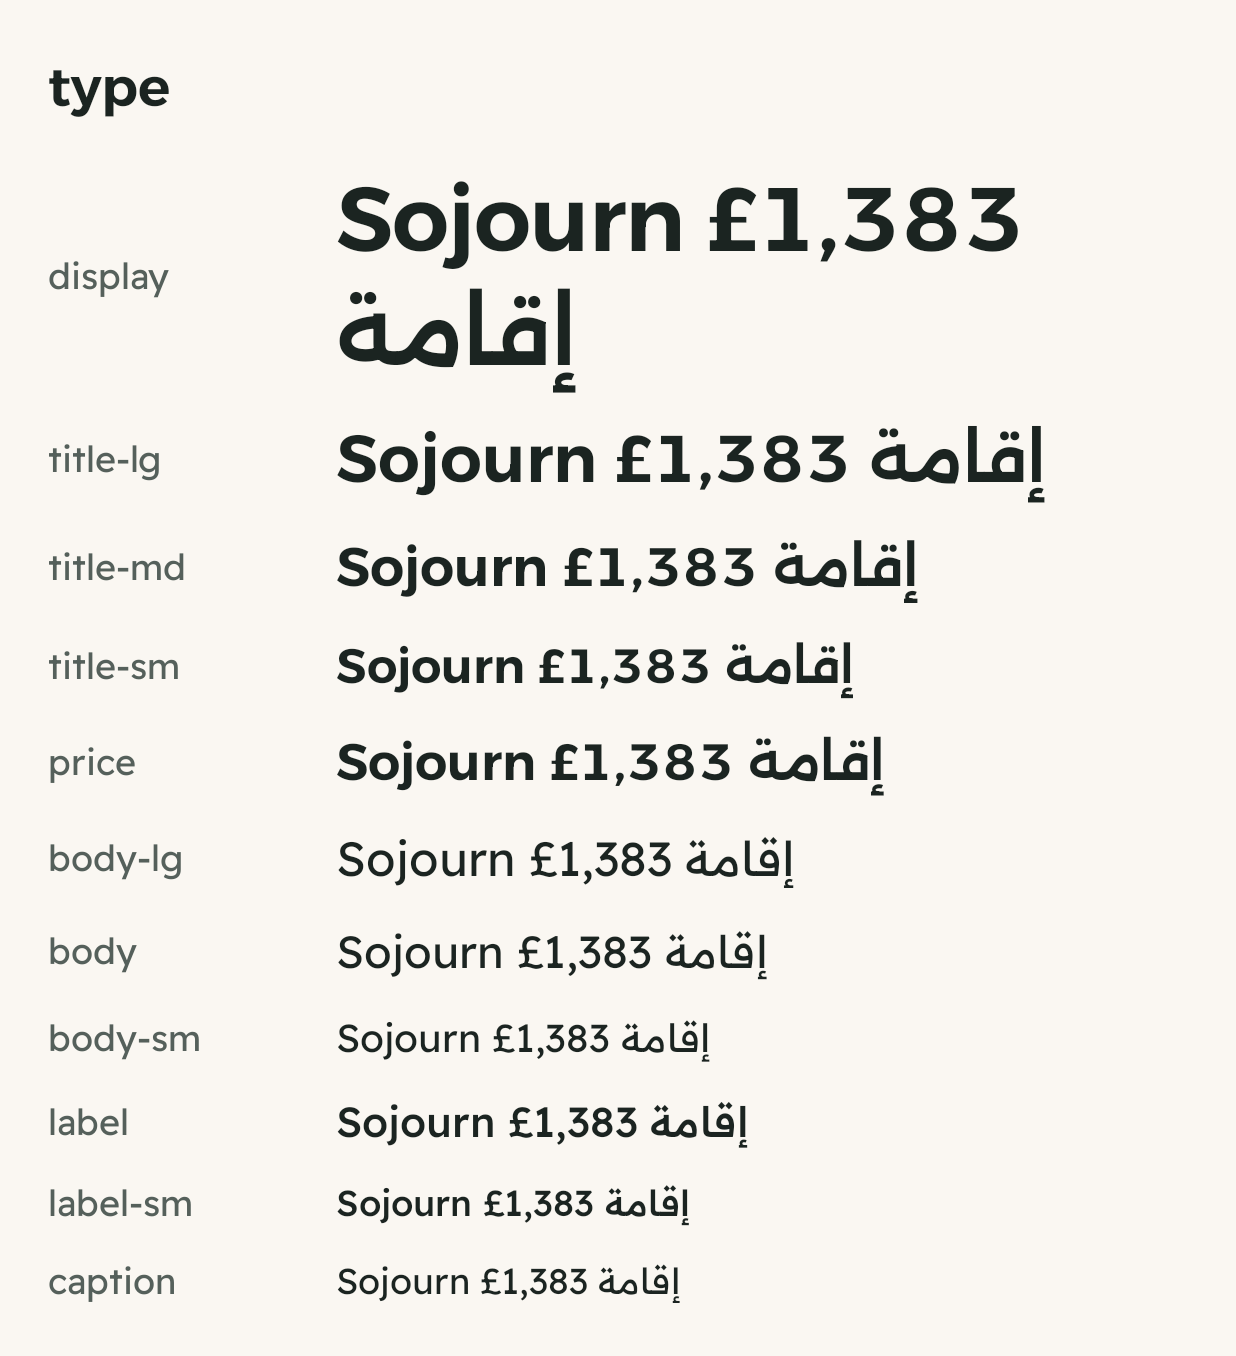 type
display
Sojourn £1,383
إقامة
title-lg
Sojourn £1,383 إقامة
title-md
Sojourn £1,383 إقامة
title-sm
Sojourn £1,383 إقامة
price
Sojourn £1,383 إقامة
body-lg
Sojourn £1,383 إقامة
body
Sojourn £1,383 إقامة
body-sm
Sojourn £1,383 إقامة
label
Sojourn £1,383 إقامة
label-sm
Sojourn £1,383 إقامة
caption
Sojourn £1,383 إقامة